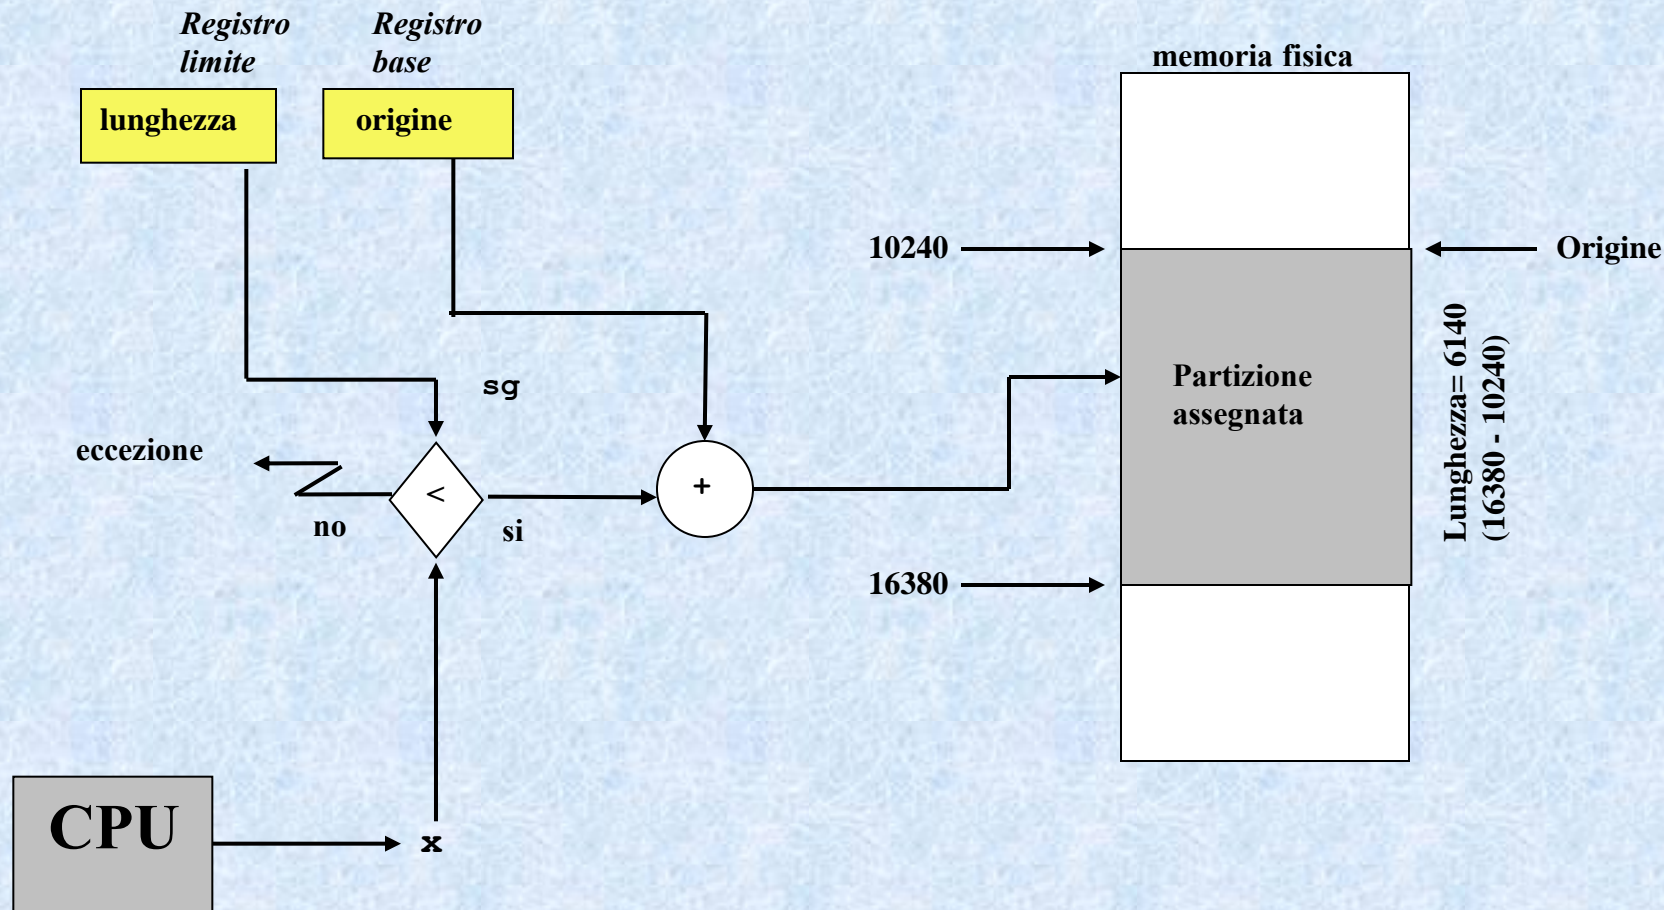 Registro
limite
Registro
base
memoria fisica
lunghezza
origine
10240
Origine
Lunghezza= 6140
(16380 - 10240)
Partizione
assegnata
sg
eccezione
<
+
no
si
16380
CPU
x